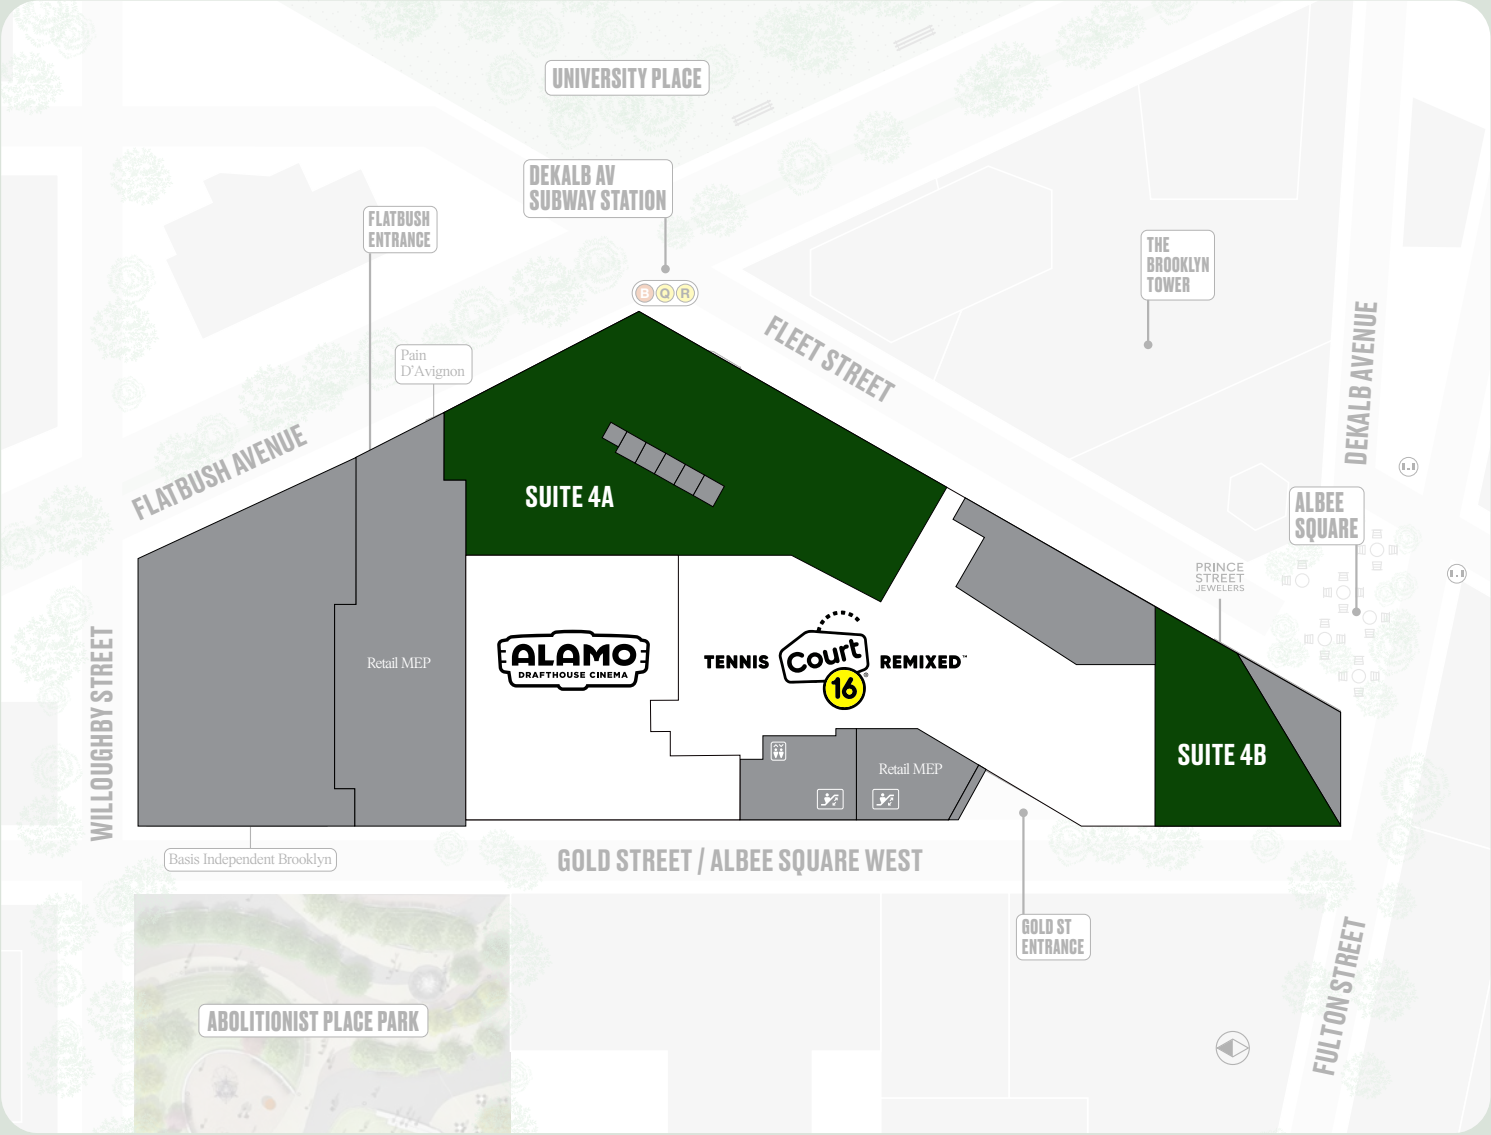 UNIVERSITY PLACE
DEKALB AV
SUBWAY STATION
FLATBUSH
ENTRANCE
THE
BROOKLYN
TOWER
B Q R
FLEET STREET
DEKALB AVENUE
Pain
D'Avignon
FLATBUSH AVENUE
SUITE 4A
ALBEE
SQUARE
PRINCE
STREET
JEWELERS
WILLOUGHBY STREET
Retail MEP
ALAMO
DRAFTHOUSE CINEMA
TENNIS Court 16 REMIXED™
SUITE 4B
Retail MEP
Basis Independent Brooklyn
GOLD STREET / ALBEE SQUARE WEST
GOLD ST
ENTRANCE
FULTON STREET
ABOLITIONIST PLACE PARK